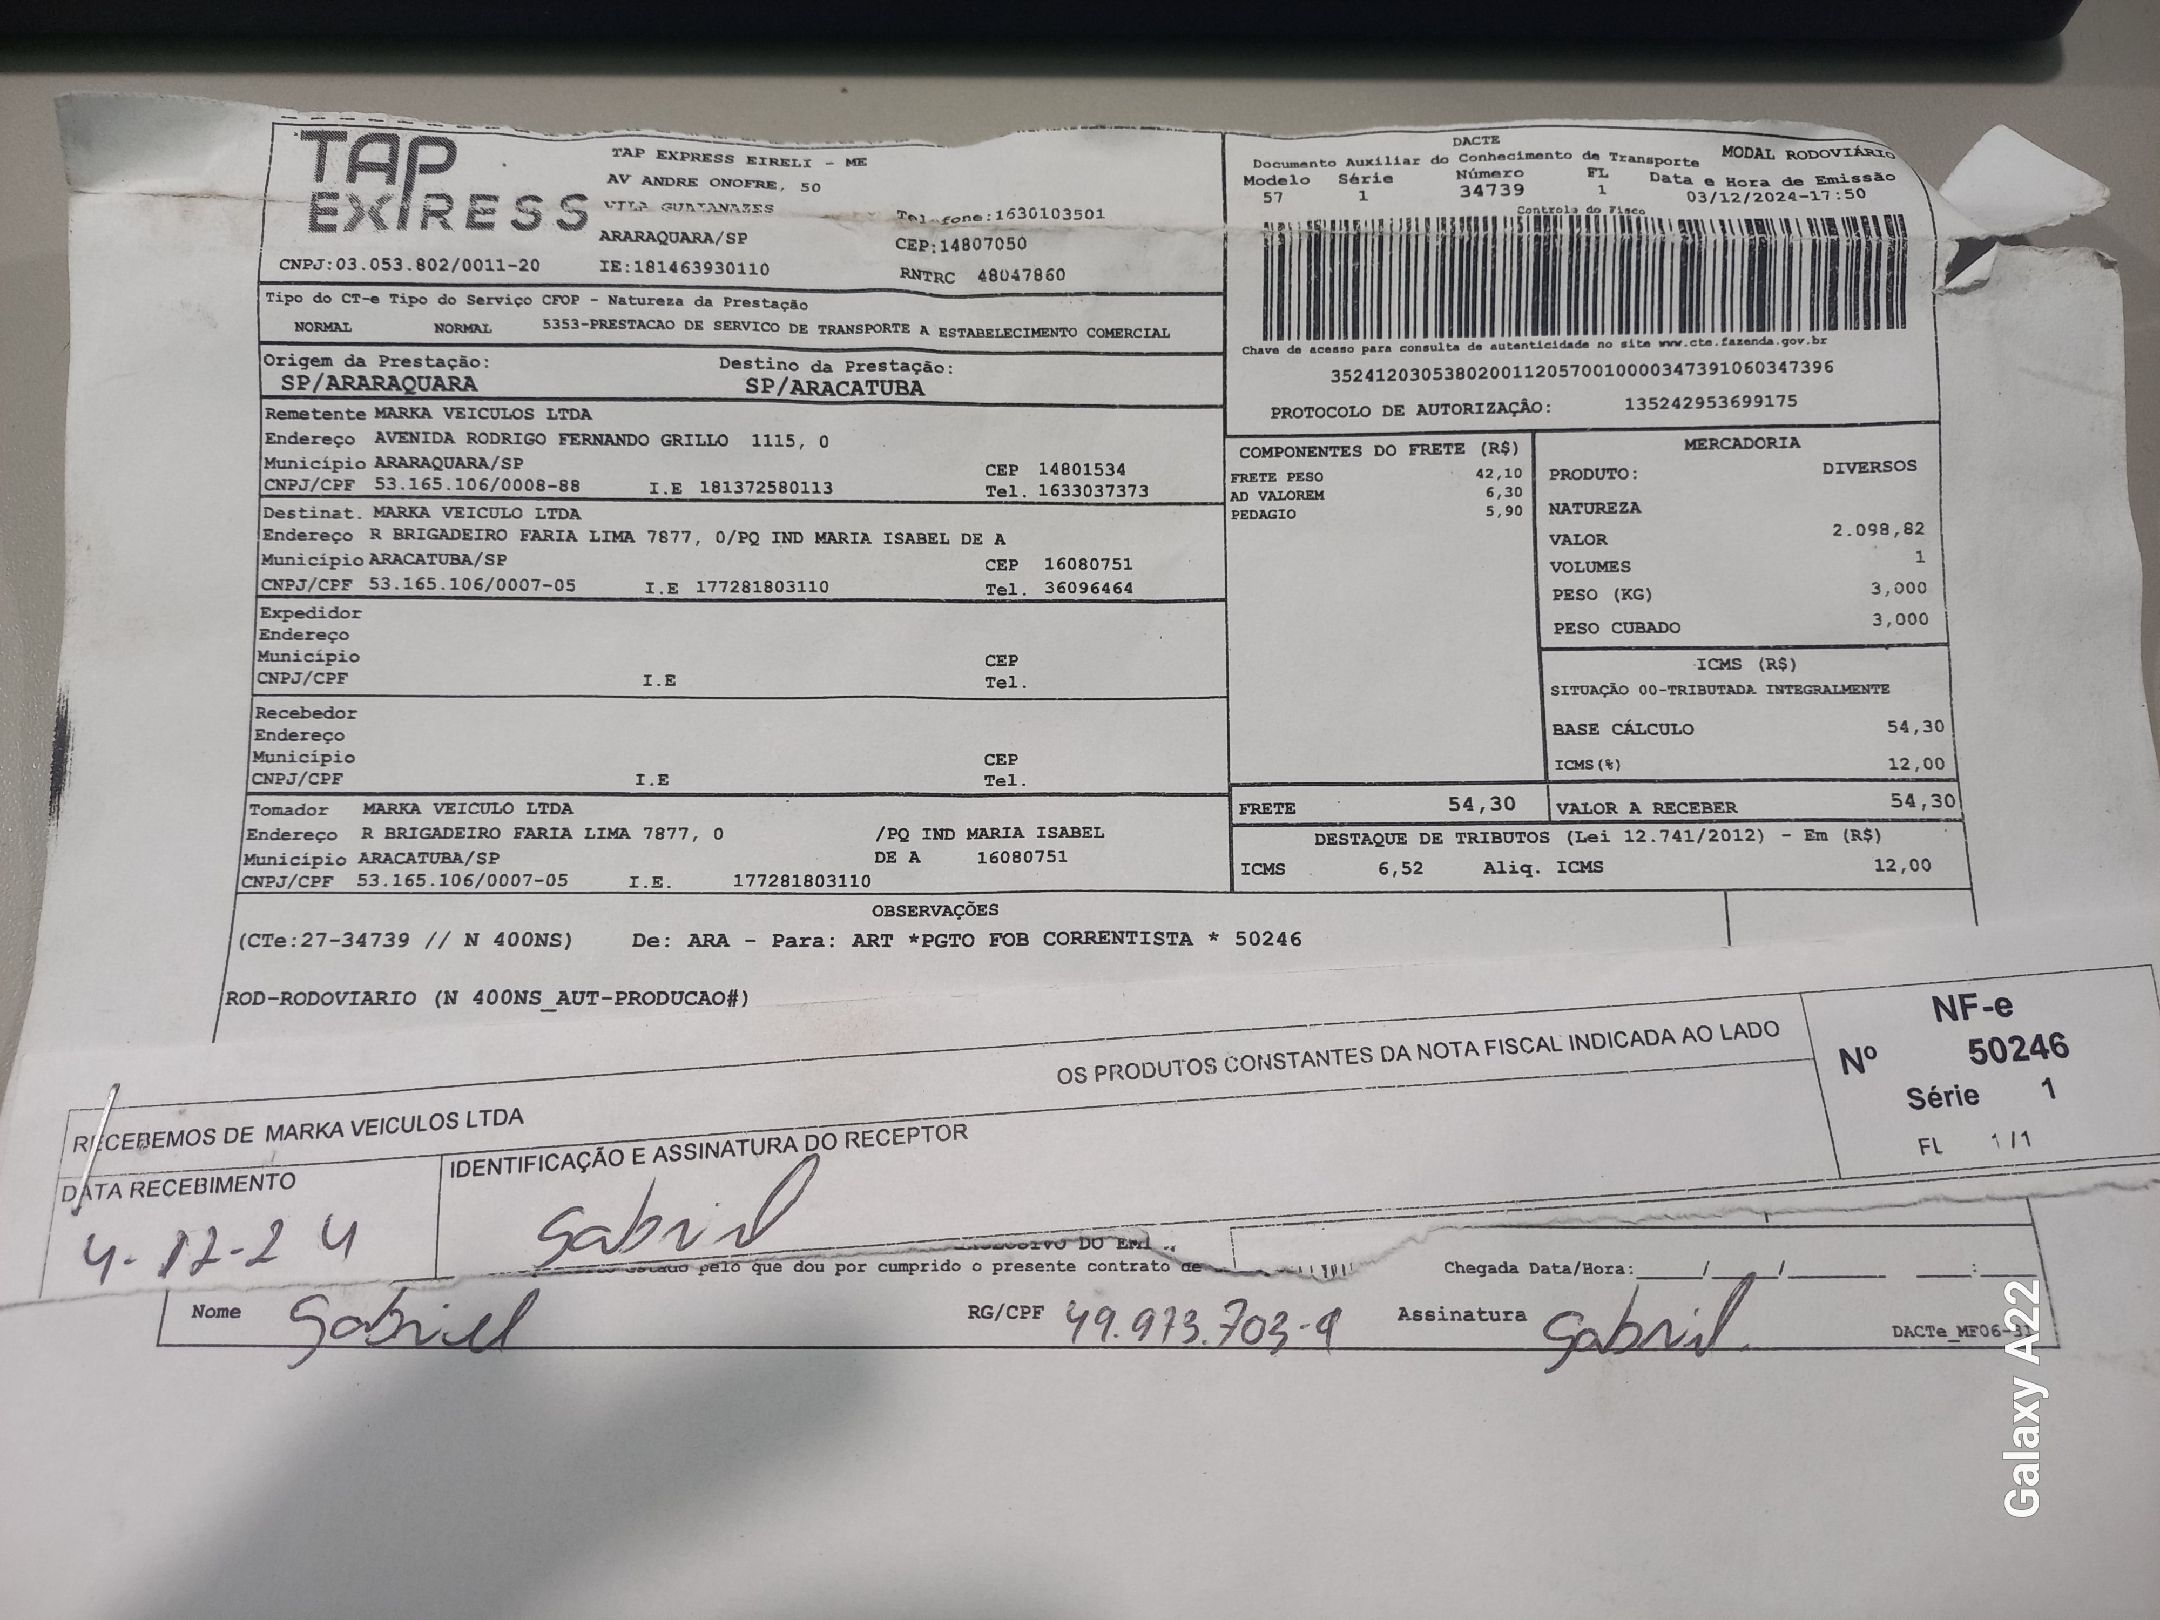 TAP
EXPRESS
TAP EXPRESS EIRELI - ME
AV ANDRE ONOFRE, 50
VILA GUAIANAZES
Telefone:1630103501
ARARAQUARA/SP
CEP:14807050
CNPJ:03.053.802/0011-20
IE:181463930110
RNTRC 48047860
DACTE
Documento Auxiliar do Conhecimento de Transporte
MODAL RODOVIÁRIO
Modelo Série Número FL Data e Hora de Emissão
57 1 34739 1 03/12/2024-17:50
Controle do Fisco
Chave de acesso para consulta de autenticidade no site www.cte.fazenda.gov.br
35241203053802001120570010000347391060347396
PROTOCOLO DE AUTORIZAÇÂO: 135242953699175
Tipo do CT-e Tipo do Serviço CFOP - Natureza da Prestação
NORMAL NORMAL 5353-PRESTACAO DE SERVICO DE TRANSPORTE A ESTABELECIMENTO COMERCIAL
Origem da Prestação: Destino da Prestação:
SP/ARARAQUARA SP/ARACATUBA
Remetente MARKA VEICULOS LTDA
Endereço AVENIDA RODRIGO FERNANDO GRILLO 1115, 0
Município ARARAQUARA/SP CEP 14801534
CNPJ/CPF 53.165.106/0008-88 I.E 181372580113 Tel. 1633037373
Destinat. MARKA VEICULO LTDA
Endereço R BRIGADEIRO FARIA LIMA 7877, 0/PQ IND MARIA ISABEL DE A
Município ARACATUBA/SP CEP 16080751
CNPJ/CPF 53.165.106/0007-05 I.E 177281803110 Tel. 36096464
Expedidor
Endereço
Município CEP
CNPJ/CPF I.E Tel.
Recebedor
Endereço
Município CEP
CNPJ/CPF I.E Tel.
Tomador MARKA VEICULO LTDA
Endereço R BRIGADEIRO FARIA LIMA 7877, 0 /PQ IND MARIA ISABEL
Município ARACATUBA/SP DE A 16080751
CNPJ/CPF 53.165.106/0007-05 I.E. 177281803110
COMPONENTES DO FRETE (R$)
FRETE PESO 42,10
AD VALOREM 6,30
PEDAGIO 5,90
MERCADORIA
PRODUTO: DIVERSOS
NATUREZA
VALOR 2.098,82
VOLUMES 1
PESO (KG) 3,000
PESO CUBADO 3,000
ICMS (R$)
SITUAÇÃO 00-TRIBUTADA INTEGRALMENTE
BASE CÁLCULO 54,30
ICMS(%) 12,00
FRETE 54,30 VALOR A RECEBER 54,30
DESTAQUE DE TRIBUTOS (Lei 12.741/2012) - Em (R$)
ICMS 6,52 Aliq. ICMS 12,00
OBSERVAÇÕES
(CTe:27-34739 // N 400NS) De: ARA - Para: ART *PGTO FOB CORRENTISTA * 50246
ROD-RODOVIARIO (N 400NS_AUT-PRODUCAO#)
RECEBEMOS DE MARKA VEICULOS LTDA OS PRODUTOS CONSTANTES DA NOTA FISCAL INDICADA AO LADO
DATA RECEBIMENTO
4-12-24
IDENTIFICAÇÃO E ASSINATURA DO RECEPTOR
Gabriel
NF-e
Nº 50246
Série 1
FL 1/1
pelo que dou por cumprido o presente contrato de
Chegada Data/Hora:____/____/____ ___:___
Nome Gabriel RG/CPF 49.973.703-9 Assinatura Gabriel
DACTe_MF06-31
Galaxy A22